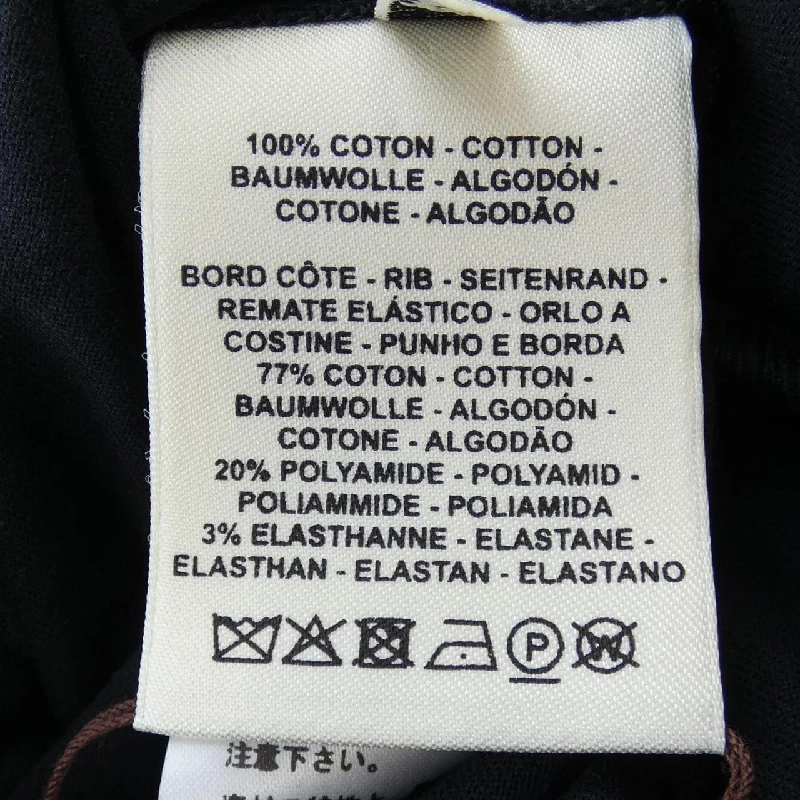 100% COTON - COTTON -
BAUMWOLLE - ALGODÓN -
COTONE - ALGODÃO
BORD CÔTE - RIB - SEITENRAND -
REMATE ELÁSTICO - ORLO A
COSTINE - PUNHO E BORDA
77% COTON - COTTON -
BAUMWOLLE - ALGODÓN -
COTONE - ALGODÃO
20% POLYAMIDE - POLYAMID -
POLIAMMIDE - POLIAMIDA
3% ELASTHANNE - ELASTANE -
ELASTHAN - ELASTAN - ELASTANO
P W
注意下さい。